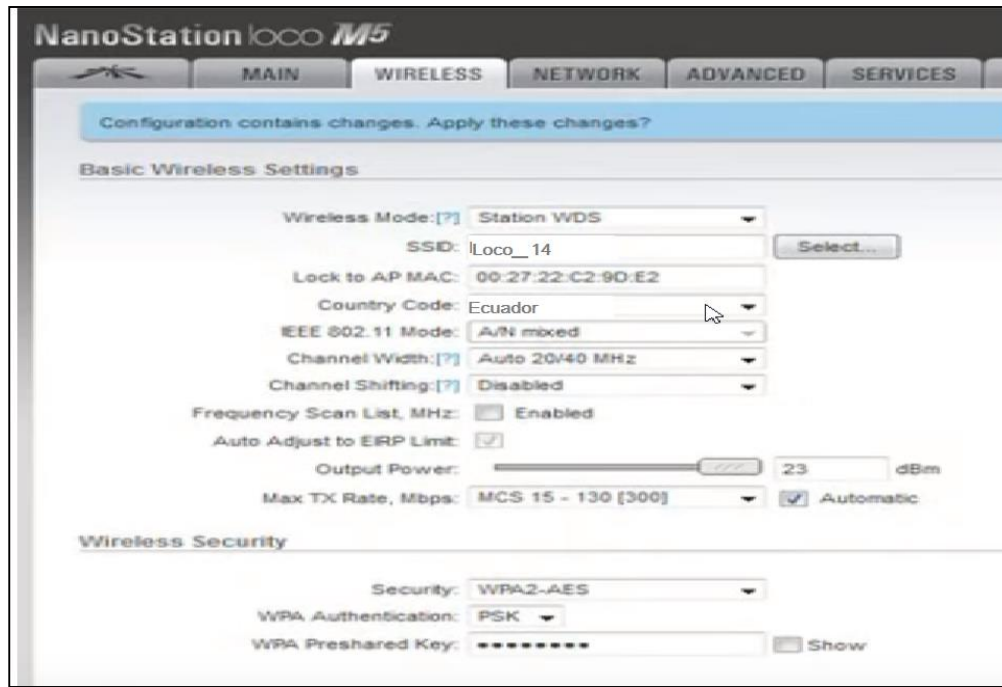 NanoStation loco M5
MAIN WIRELESS NETWORK ADVANCED SERVICES
Configuration contains changes. Apply these changes?
Basic Wireless Settings
Wireless Mode:[?] Station WDS
SSID: Loco__14 Select...
Lock to AP MAC: 00:27:22:C2:9D:E2
Country Code: Ecuador
IEEE 802.11 Mode: A/N mixed
Channel Width:[?] Auto 20/40 MHz
Channel Shifting:[?] Disabled
Frequency Scan List, MHz: Enabled
Auto Adjust to EIRP Limit:
Output Power: 23 dBm
Max TX Rate, Mbps: MCS 15 - 130 [300] Automatic
Wireless Security
Security: WPA2-AES
WPA Authentication: PSK
WPA Preshared Key: ••••••••• Show